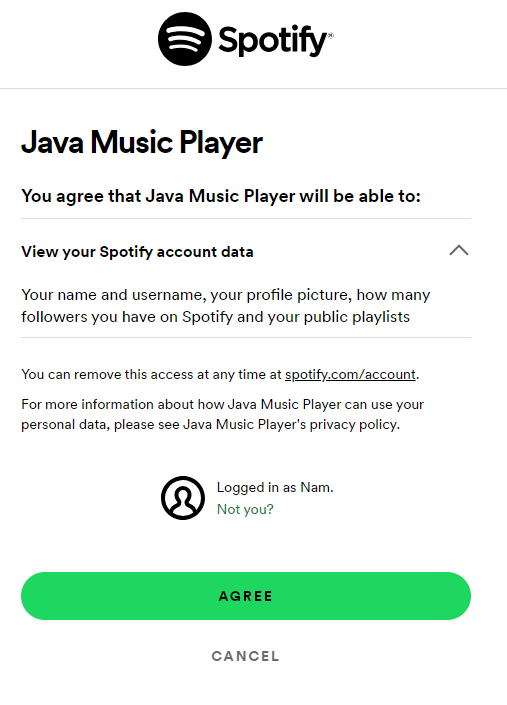 Spotify®
Java Music Player
You agree that Java Music Player will be able to:
View your Spotify account data
Your name and username, your profile picture, how many
followers you have on Spotify and your public playlists
You can remove this access at any time at spotify.com/account.
For more information about how Java Music Player can use your
personal data, please see Java Music Player's privacy policy.
Logged in as Nam.
Not you?
AGREE
CANCEL